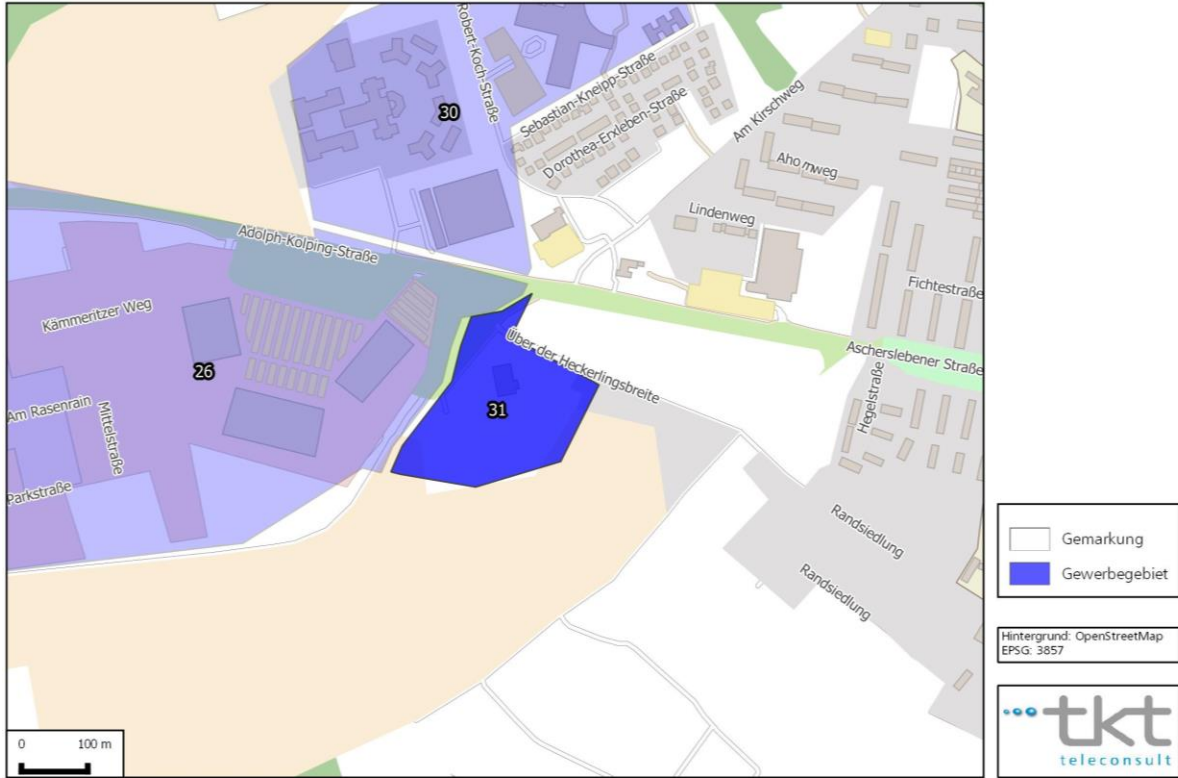 Robert-Koch-Straße
30
Sebastian-Kneipp-Straße
Dorothea-Erxleben-Straße
Am Kirschweg
Ahornweg
Lindenweg
Adolph-Kolping-Straße
Fichtestraße
Kämmeritzer Weg
Über der Heckerlingsbreite
Ascherslebener Straße
26
31
Hegelstraße
Am Rasenrain
Mittelstraße
Parkstraße
Randsiedlung
Randsiedlung
0 100 m
Gemarkung
Gewerbegebiet
Hintergrund: OpenStreetMap
EPSG: 3857
tkt
teleconsult